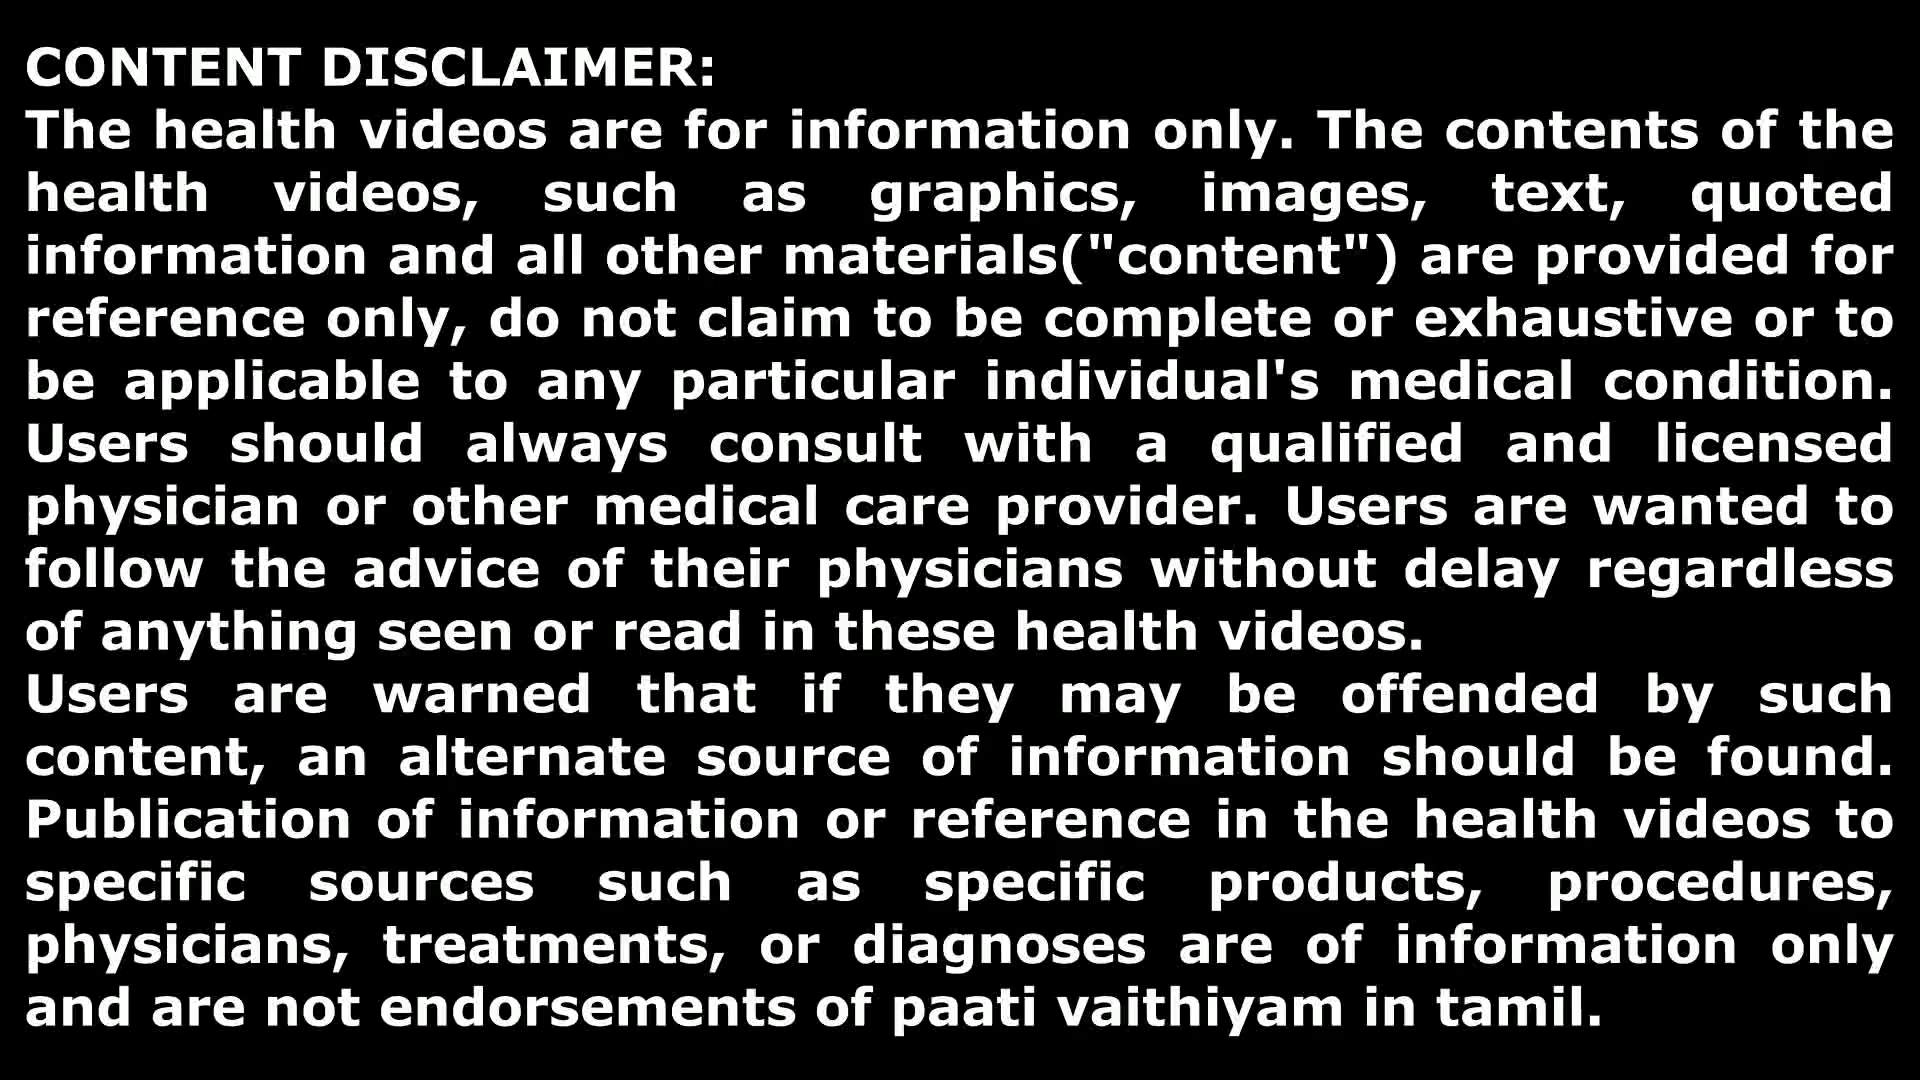 CONTENT DISCLAIMER:
The health videos are for information only. The contents of the
health videos, such as graphics, images, text, quoted
information and all other materials("content") are provided for
reference only, do not claim to be complete or exhaustive or to
be applicable to any particular individual's medical condition.
Users should always consult with a qualified and licensed
physician or other medical care provider. Users are wanted to
follow the advice of their physicians without delay regardless
of anything seen or read in these health videos.
Users are warned that if they may be offended by such
content, an alternate source of information should be found.
Publication of information or reference in the health videos to
specific sources such as specific products, procedures,
physicians, treatments, or diagnoses are of information only
and are not endorsements of paati vaithiyam in tamil.